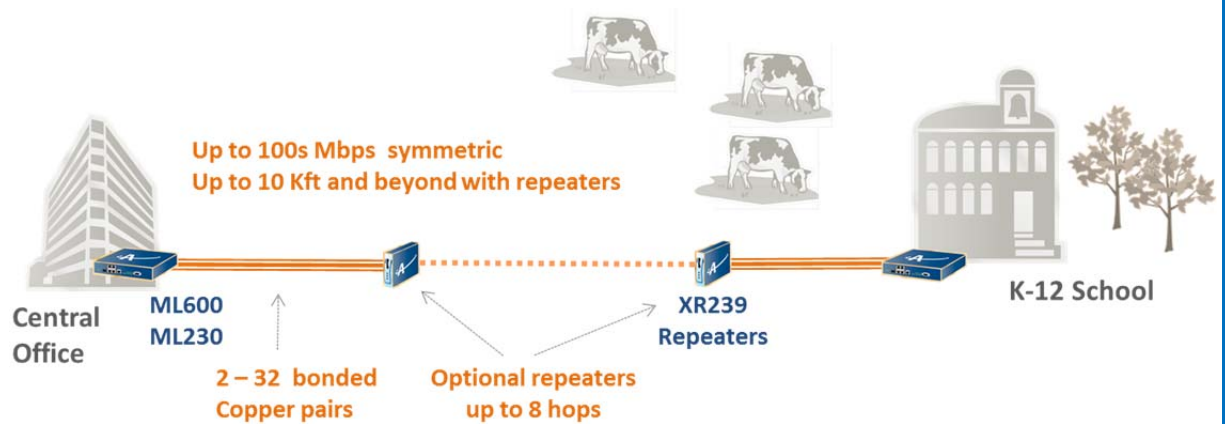 Up to 100s Mbps symmetric
Up to 10 Kft and beyond with repeaters
Central
Office
ML600
ML230
XR239
Repeaters
K-12 School
2 – 32 bonded
Copper pairs
Optional repeaters
up to 8 hops